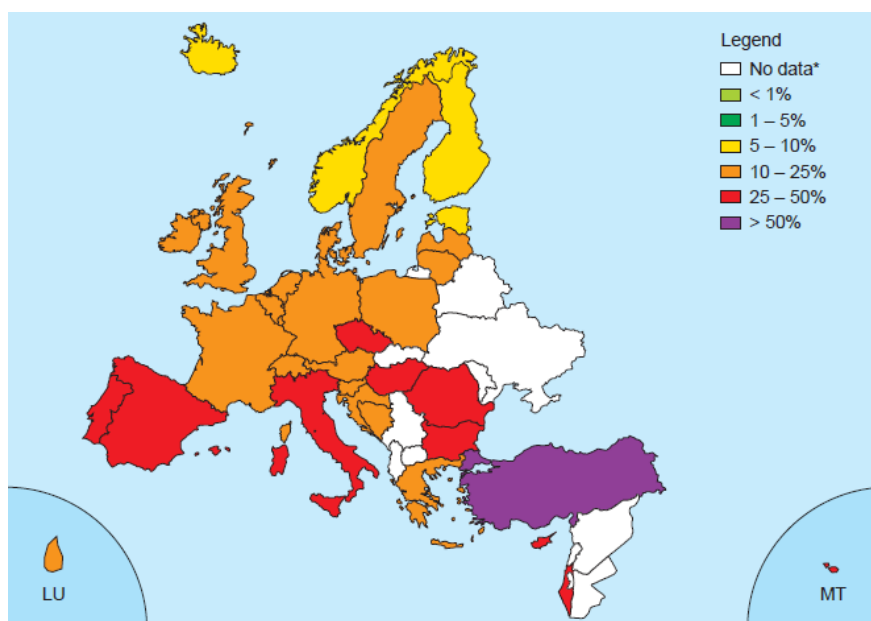 Legend
No data*
< 1%
1 – 5%
5 – 10%
10 – 25%
25 – 50%
> 50%
LU
MT